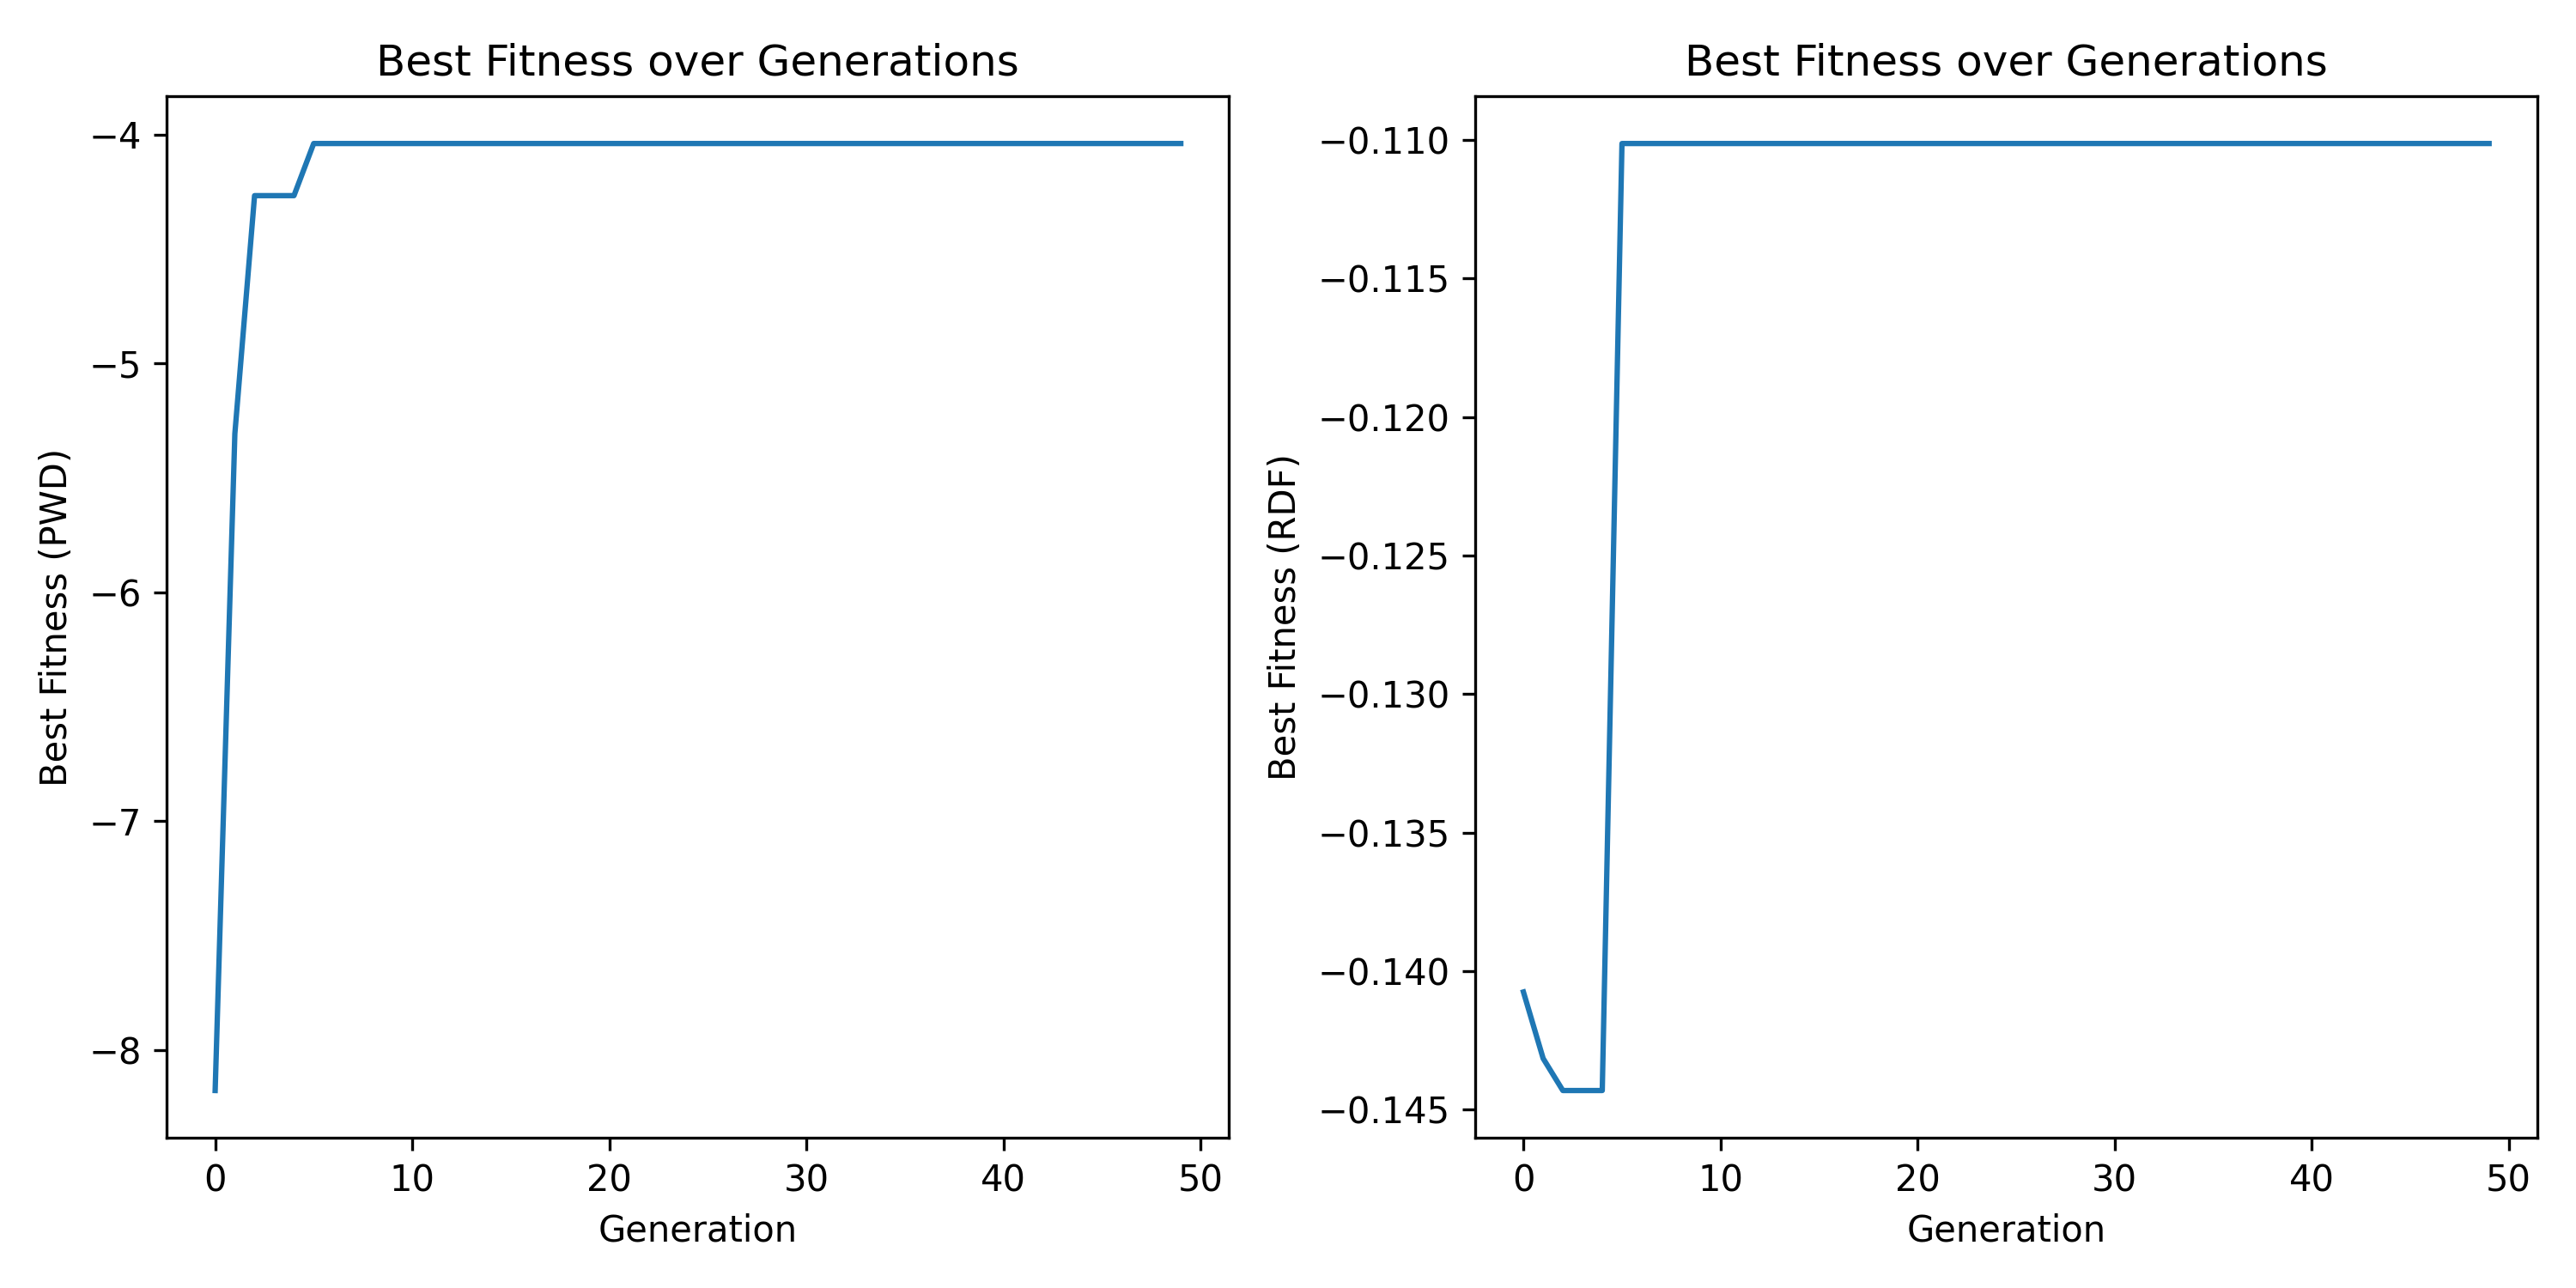 Best Fitness over Generations
Best Fitness (PWD)
−4
−5
−6
−7
−8
0 10 20 30 40 50
Generation
Best Fitness over Generations
Best Fitness (RDF)
−0.110
−0.115
−0.120
−0.125
−0.130
−0.135
−0.140
−0.145
0 10 20 30 40 50
Generation